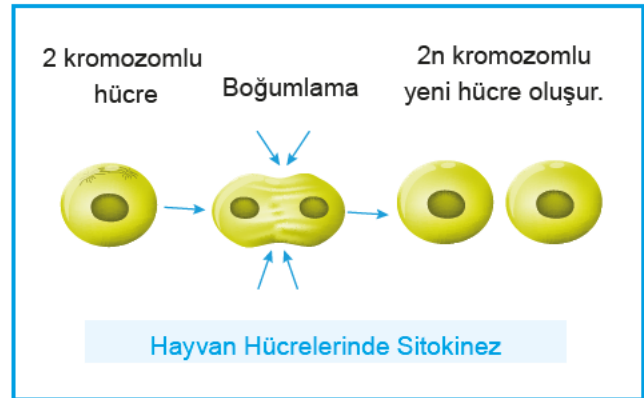 2 kromozomlu
hücre
Boğumlama
2n kromozomlu
yeni hücre oluşur.
Hayvan Hücrelerinde Sitokinez